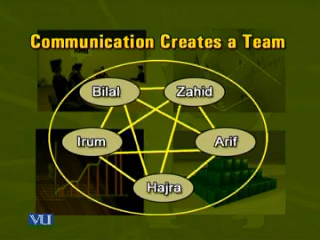 Communication Creates a Team
Bilal
Zahid
Irum
Arif
Hajra
VU